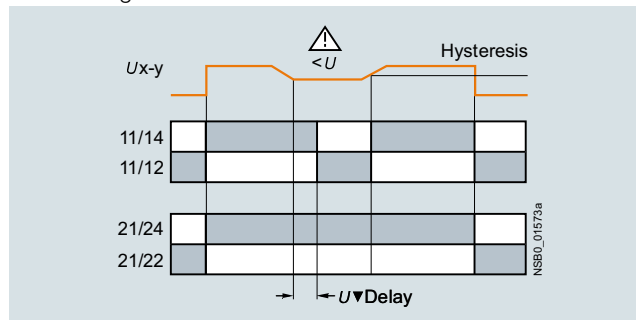 Hysteresis
<U
Ux-y
11/14
11/12
21/24
21/22
U▼Delay
NSB0_01573a